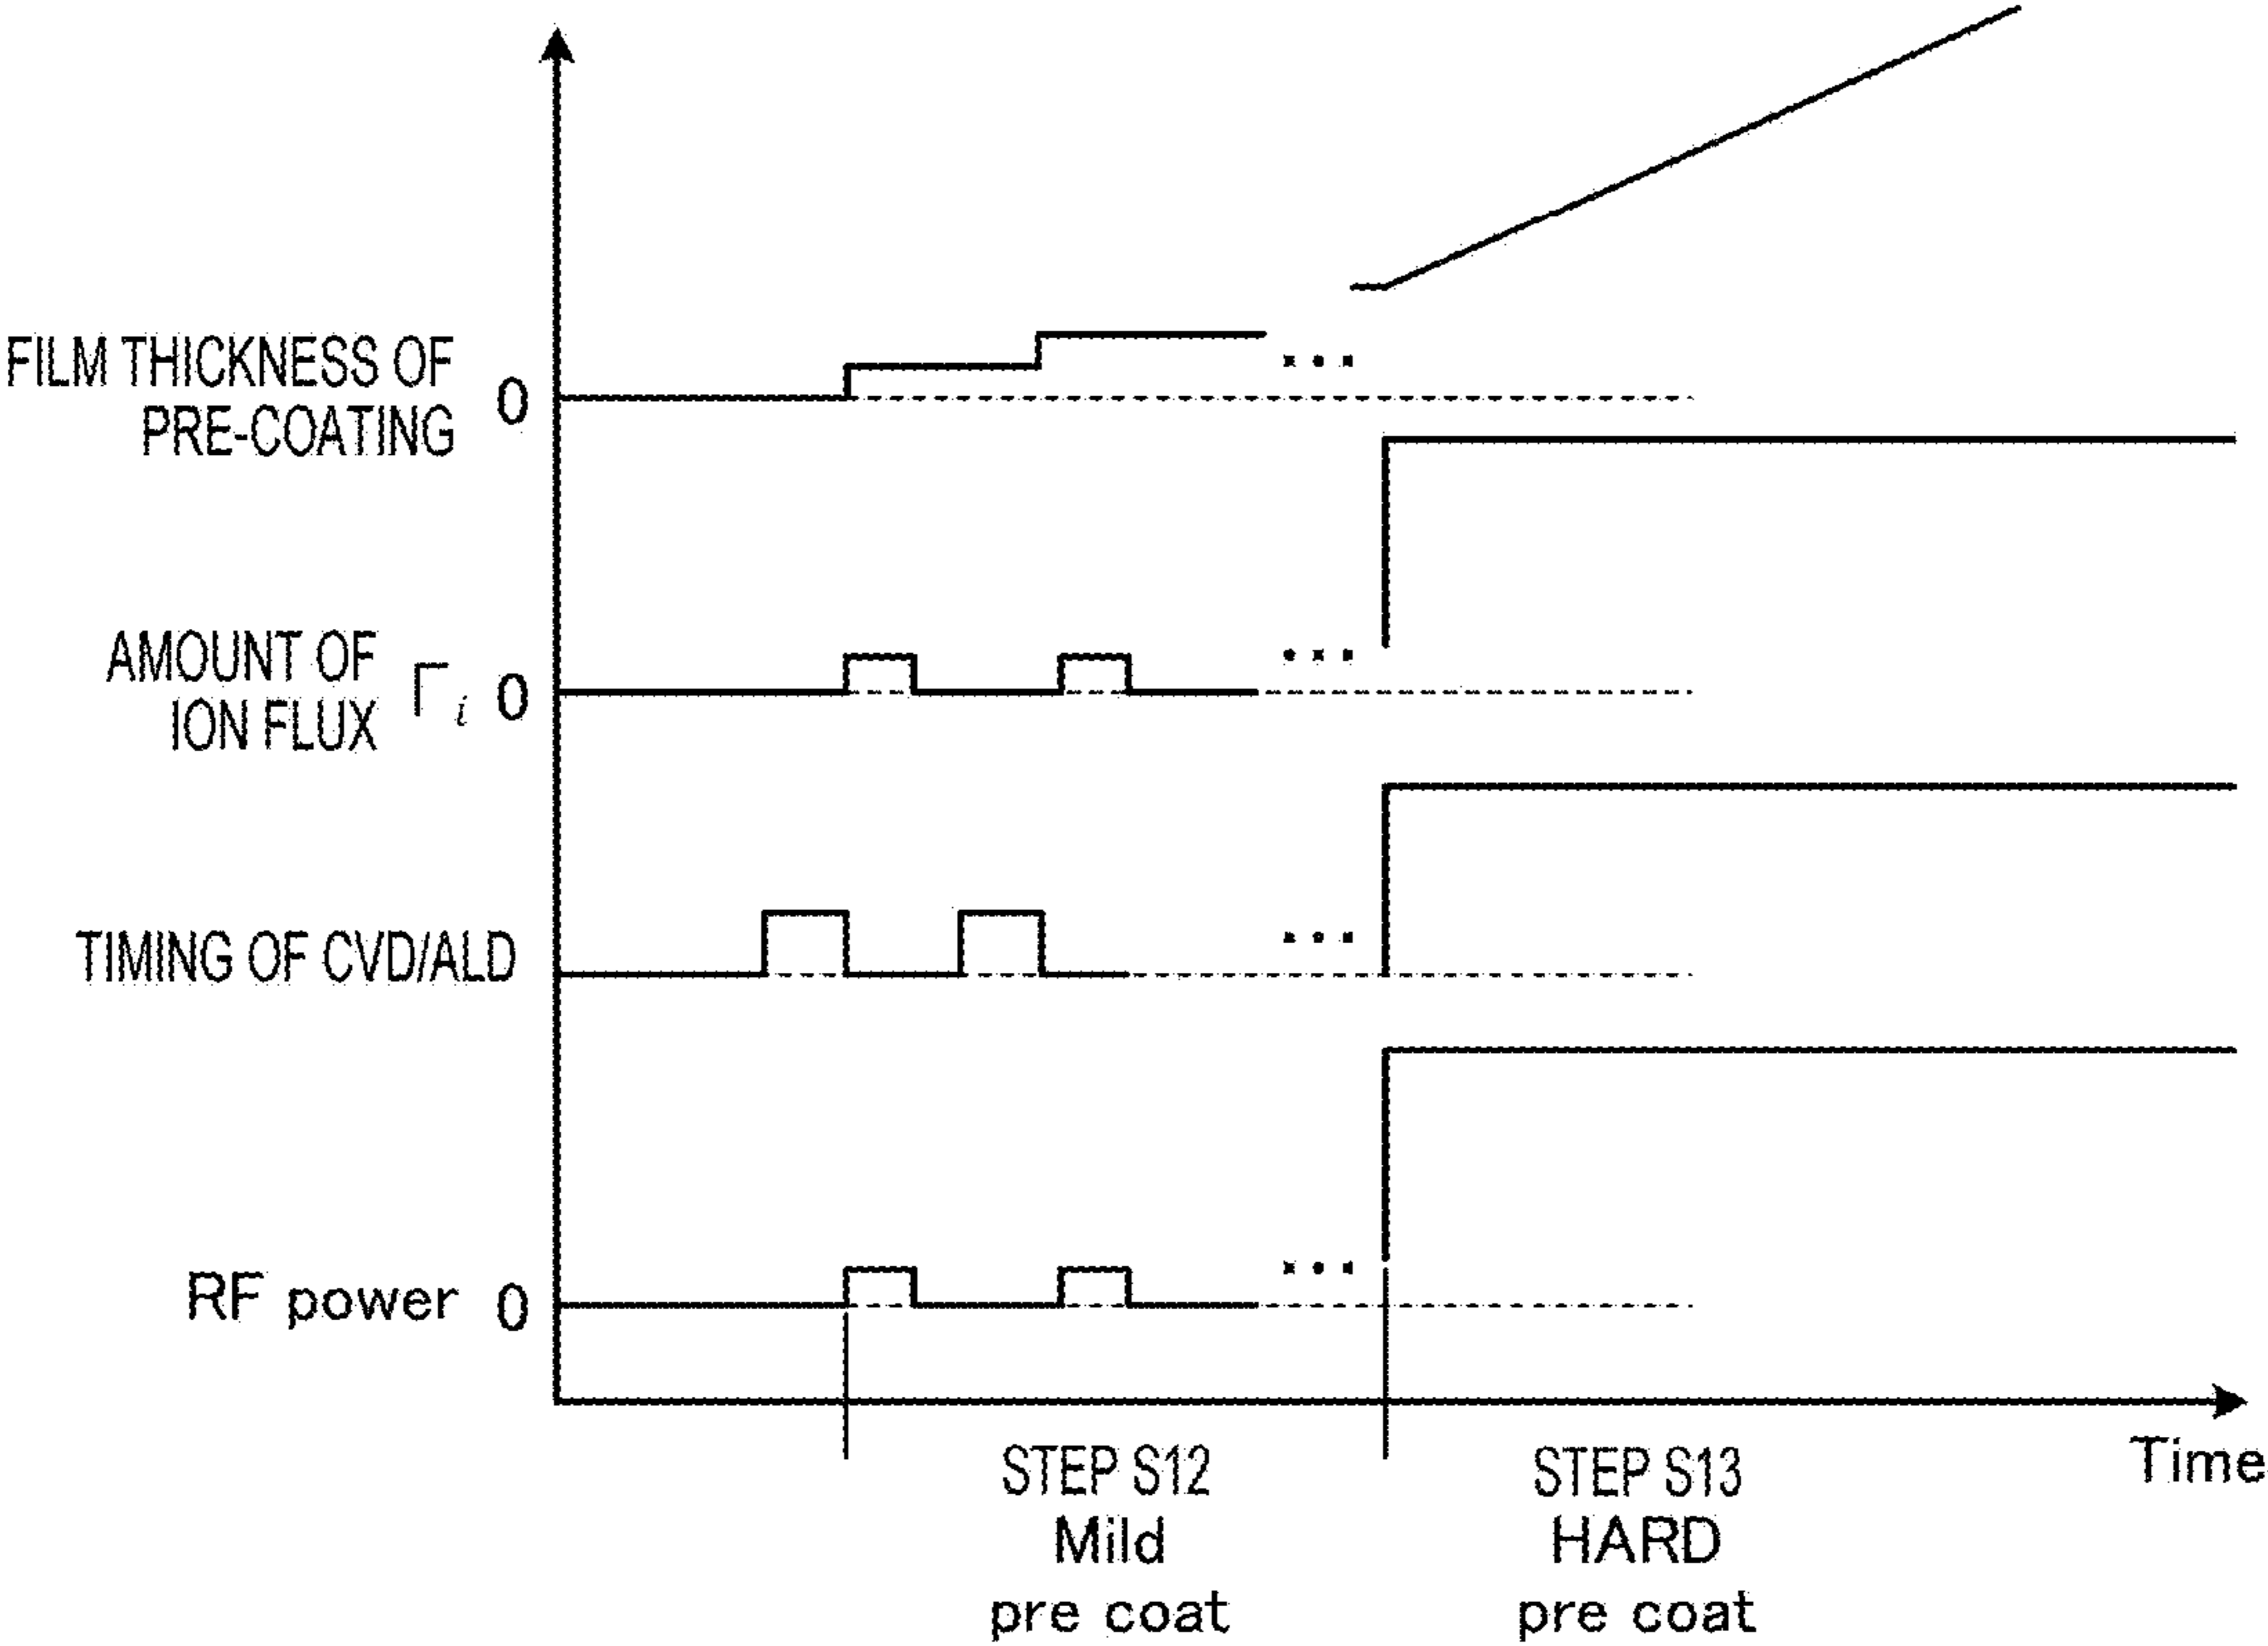 FILM THICKNESS OF
PRE-COATING
0
...
AMOUNT OF
ION FLUX
Γi
0
...
TIMING OF CVD/ALD
...
RF power
0
...
Time
STEP S12
Mild
pre coat
STEP S13
HARD
pre coat